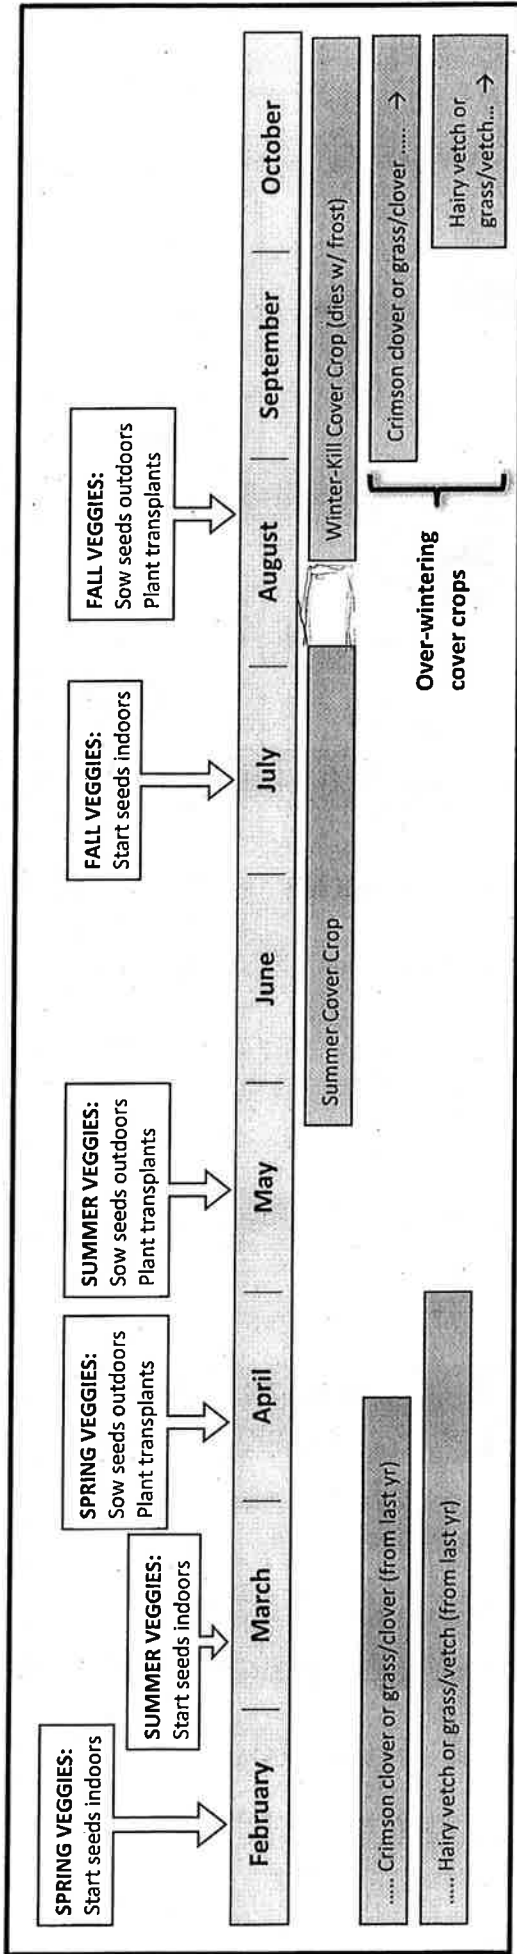 SPRING VEGGIES:
Start seeds indoors
SUMMER VEGGIES:
Start seeds indoors
SPRING VEGGIES:
Sow seeds outdoors
Plant transplants
SUMMER VEGGIES:
Sow seeds outdoors
Plant transplants
FALL VEGGIES:
Start seeds indoors
FALL VEGGIES:
Sow seeds outdoors
Plant transplants
February
March
April
May
June
July
August
September
October
Summer Cover Crop
Winter-Kill Cover Crop (dies w/ frost)
...... Crimson clover or grass/clover (from last yr)
Crimson clover or grass/clover ...... →
...... Hairy vetch or grass/vetch (from last yr)
Hairy vetch or
grass/vetch... →
Over-wintering
cover crops